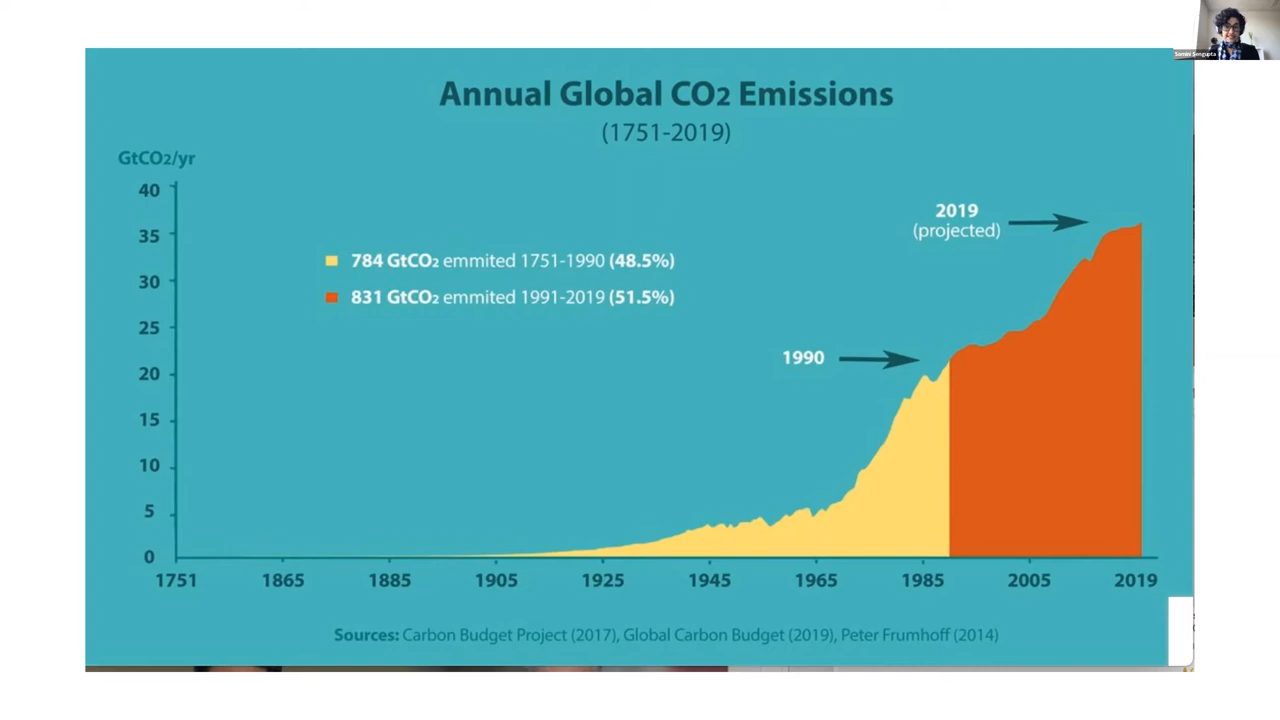 Somini Sengupta
Annual Global CO2 Emissions
(1751-2019)
GtCO2/yr
40
35
30
25
20
15
10
5
0
2019
(projected)
784 GtCO2 emmited 1751-1990 (48.5%)
831 GtCO2 emmited 1991-2019 (51.5%)
1990
1751 1865 1885 1905 1925 1945 1965 1985 2005 2019
Sources: Carbon Budget Project (2017), Global Carbon Budget (2019), Peter Frumhoff (2014)